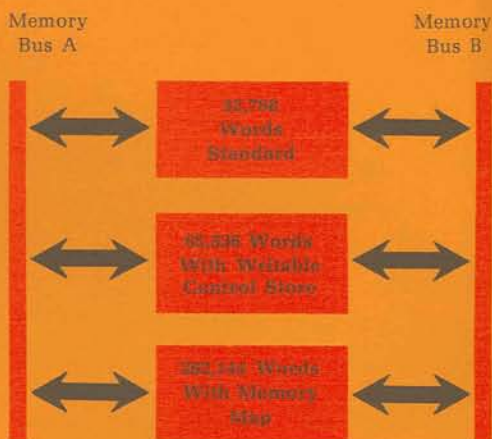 Memory
Bus A
Memory
Bus B
32,768
Words
Standard
65,536 Words
With Writable
Control Store
262,144 Words
With Memory
Map